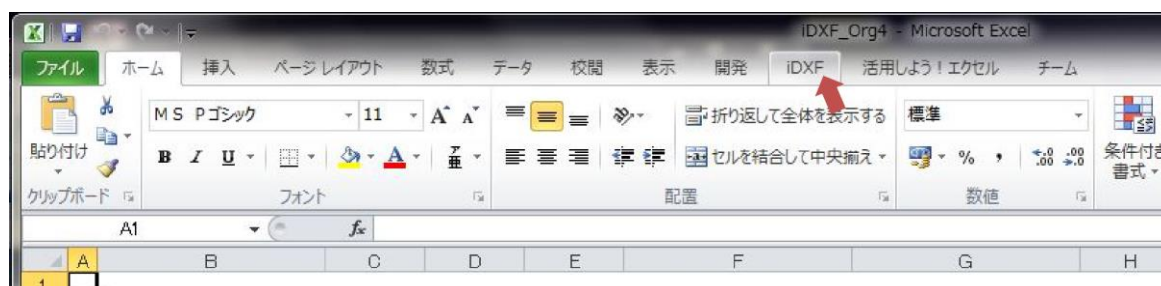 iDXF_Org4 - Microsoft Excel
ファイル ホーム 挿入 ページ レイアウト 数式 データ 校閲 表示 開発 iDXF 活用しよう！エクセル チーム
MS Pゴシック 11 A A 折り返して全体を表示する 標準
貼り付け B I U A 亜 セルを結合して中央揃え % , .0 .00 .00 .0 条件付き
書式
クリップボード フォント 配置 数値
A1 fx
A B C D E F G H
1